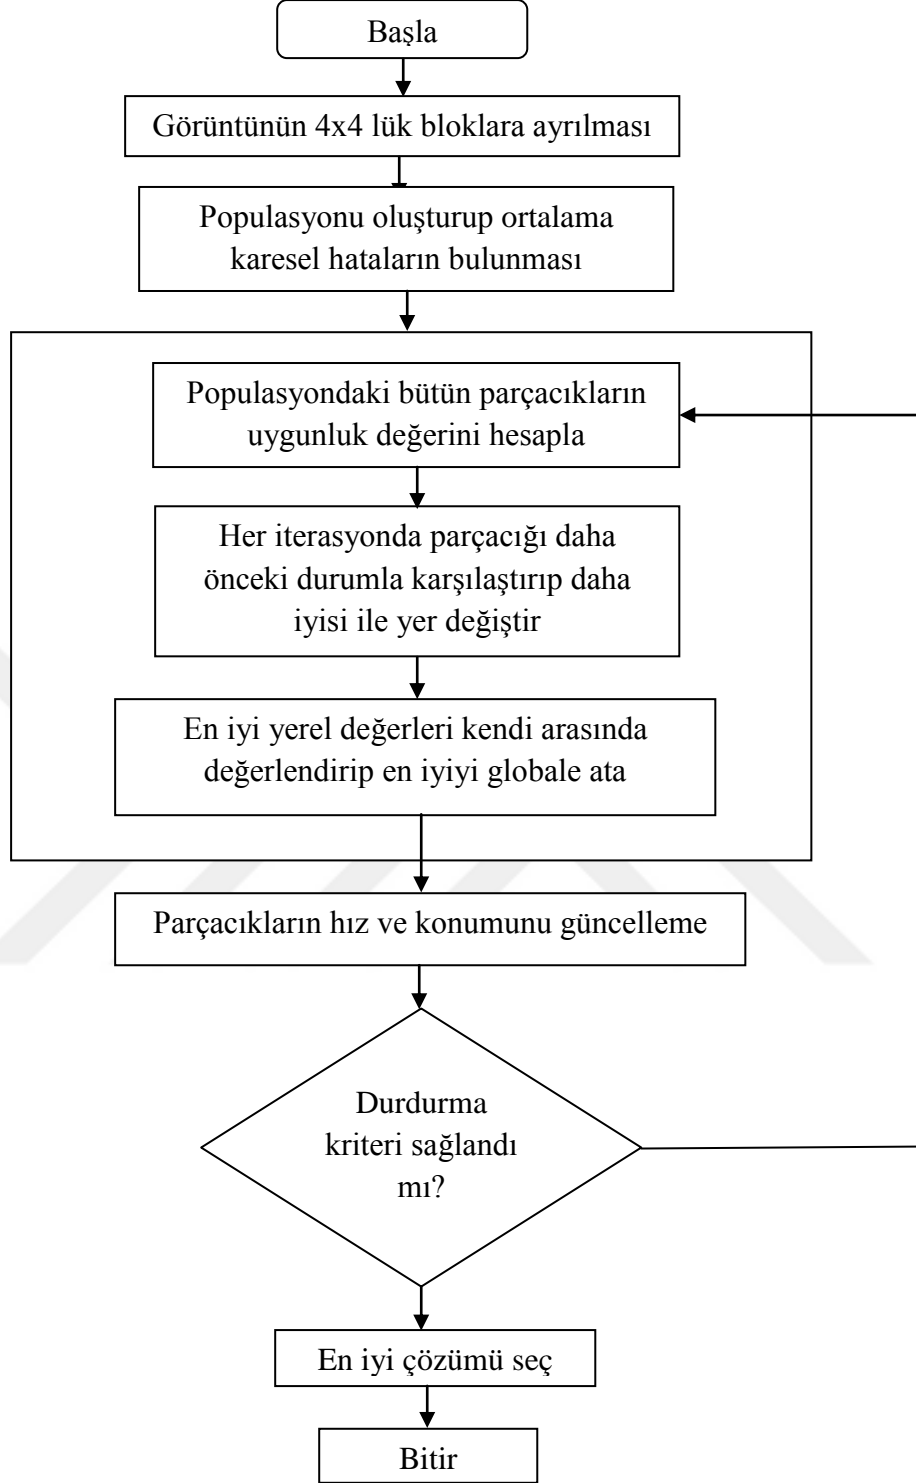 Başla
Görüntünün 4x4 lük bloklara ayrılması
Populasyonu oluşturup ortalama
karesel hataların bulunması
Populasyondaki bütün parçacıkların
uygunluk değerini hesapla
Her iterasyonda parçacığı daha
önceki durumla karşılaştırıp daha
iyisi ile yer değiştir
En iyi yerel değerleri kendi arasında
değerlendirip en iyiyi globale ata
Parçacıkların hız ve konumunu güncelleme
Durdurma
kriteri sağlandı
mı?
En iyi çözümü seç
Bitir